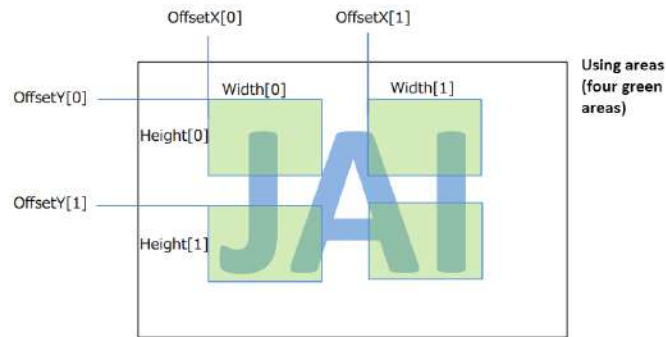 OffsetX[0]
OffsetX[1]
Using areas
(four green
areas)
Width[0]
Width[1]
OffsetY[0]
Height[0]
JAI
OffsetY[1]
Height[1]